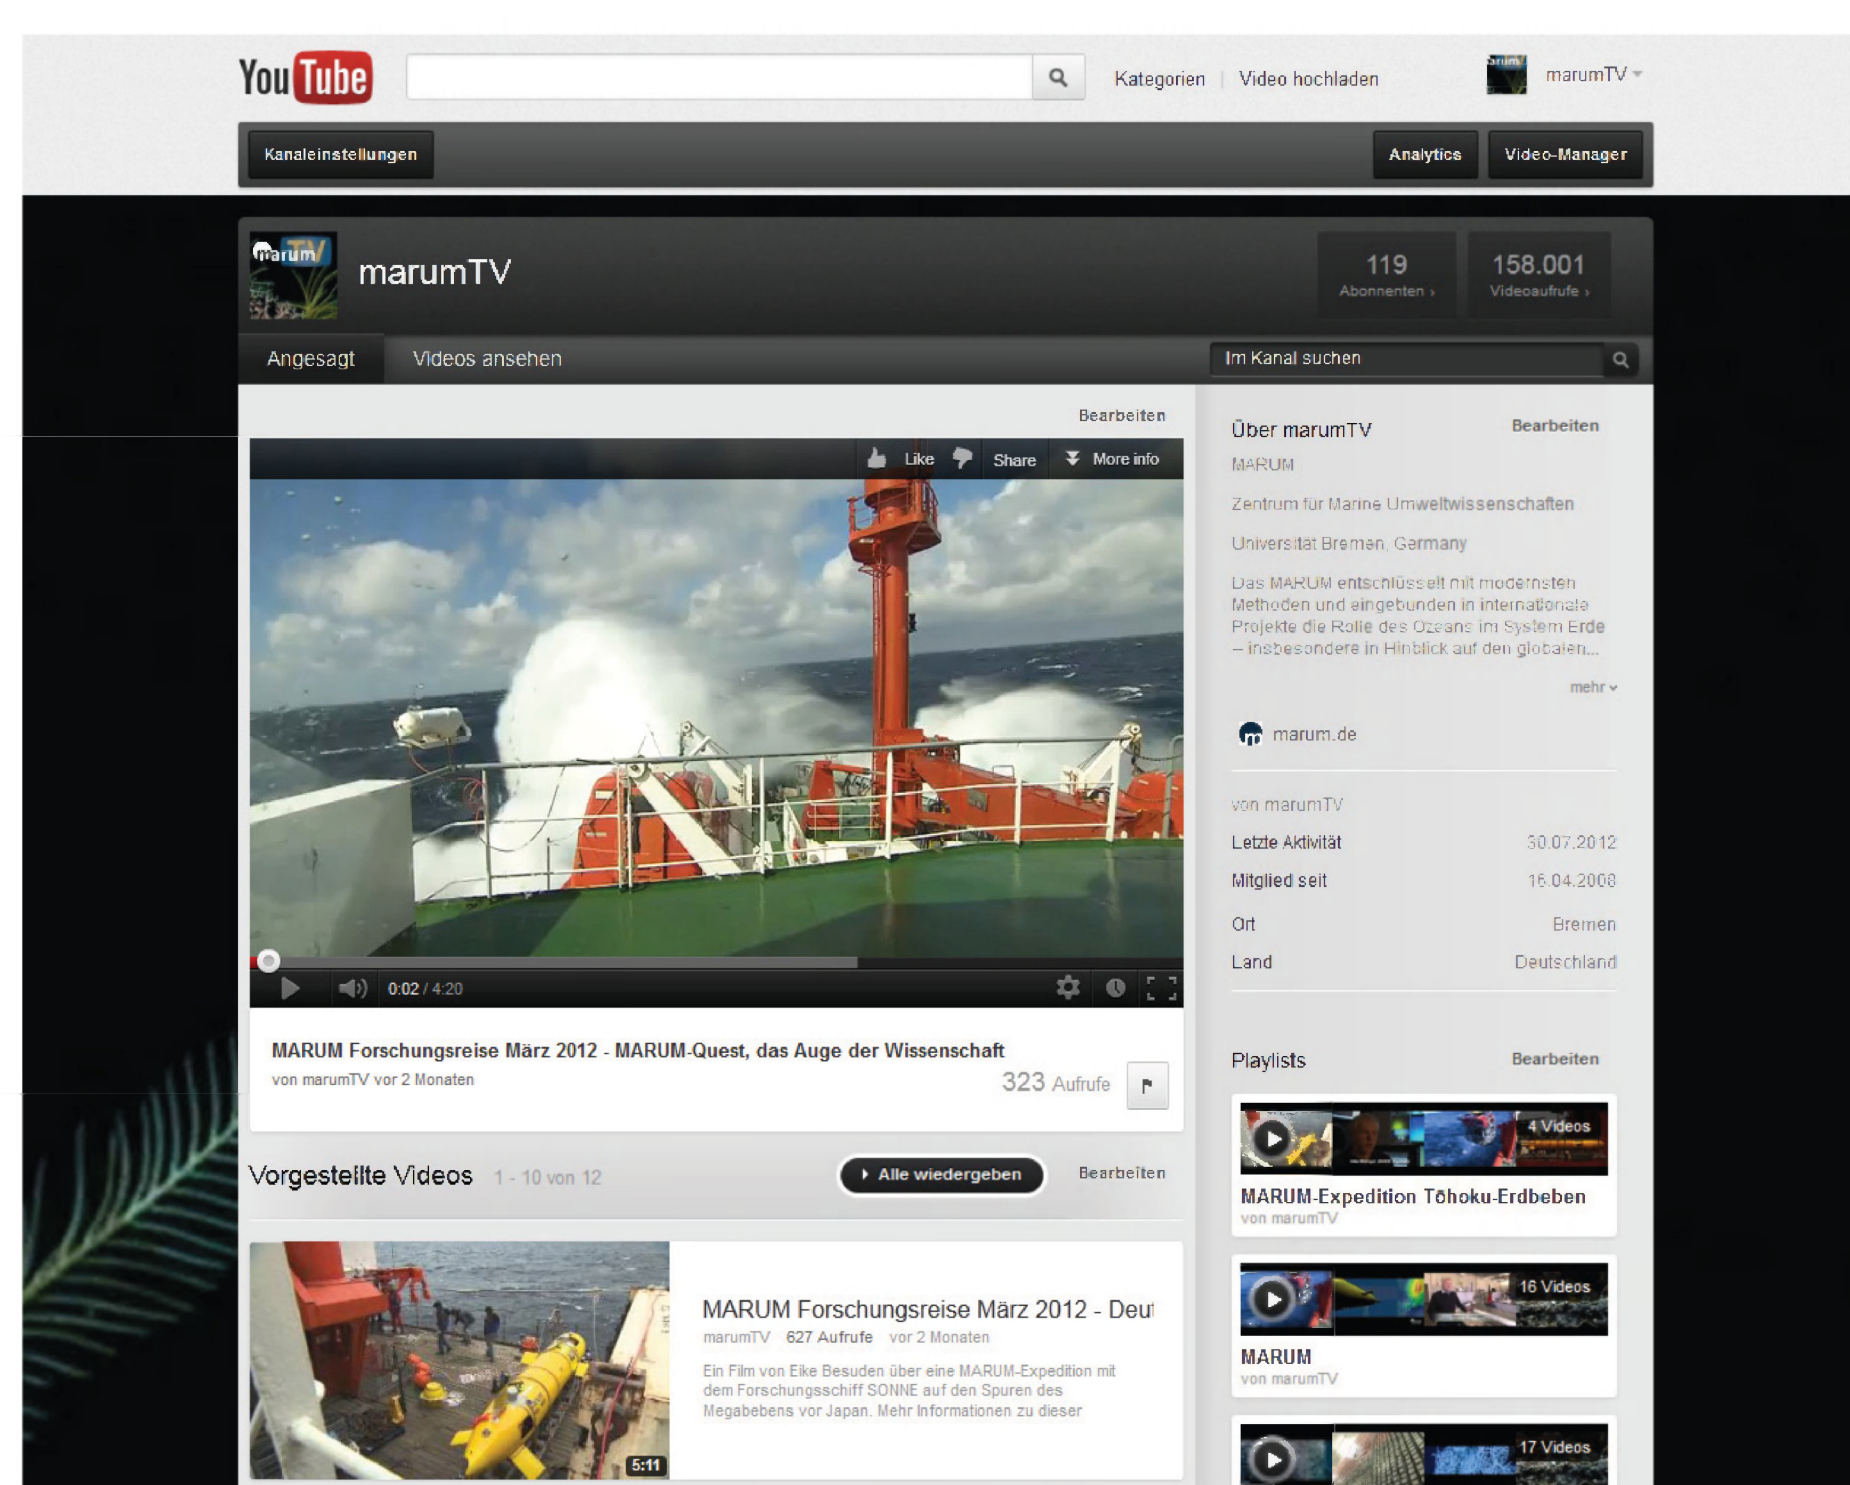 YouTube
Kategorien
Video hochladen
marumTV
Kanaleinstellungen
Analytics
Video-Manager
marumTV
marumTV
119
Abonnenten ›
158.001
Videoaufrufe ›
Angesagt
Videos ansehen
Im Kanal suchen
Bearbeiten
Like
Share
More info
0:02 / 4:20
MARUM Forschungsreise März 2012 - MARUM-Quest, das Auge der Wissenschaft
von marumTV vor 2 Monaten
323 Aufrufe
Vorgestellte Videos 1 - 10 von 12
Alle wiedergeben
Bearbeiten
5:11
MARUM Forschungsreise März 2012 - Deut
marumTV 627 Aufrufe vor 2 Monaten
Ein Film von Eike Besuden über eine MARUM-Expedition mit
dem Forschungsschiff SONNE auf den Spuren des
Megabebens vor Japan. Mehr Informationen zu dieser
Über marumTV
Bearbeiten
MARUM
Zentrum für Marine Umweltwissenschaften
Universität Bremen, Germany
Das MARUM entschlüsselt mit modernsten
Methoden und eingebunden in internationale
Projekte die Rolle des Ozeans im System Erde
– insbesondere in Hinblick auf den globalen...
mehr
marum.de
von marumTV
Letzte Aktivität 30.07.2012
Mitglied seit 16.04.2008
Ort Bremen
Land Deutschland
Playlists
Bearbeiten
4 Videos
MARUM-Expedition Tōhoku-Erdbeben
von marumTV
16 Videos
MARUM
von marumTV
17 Videos